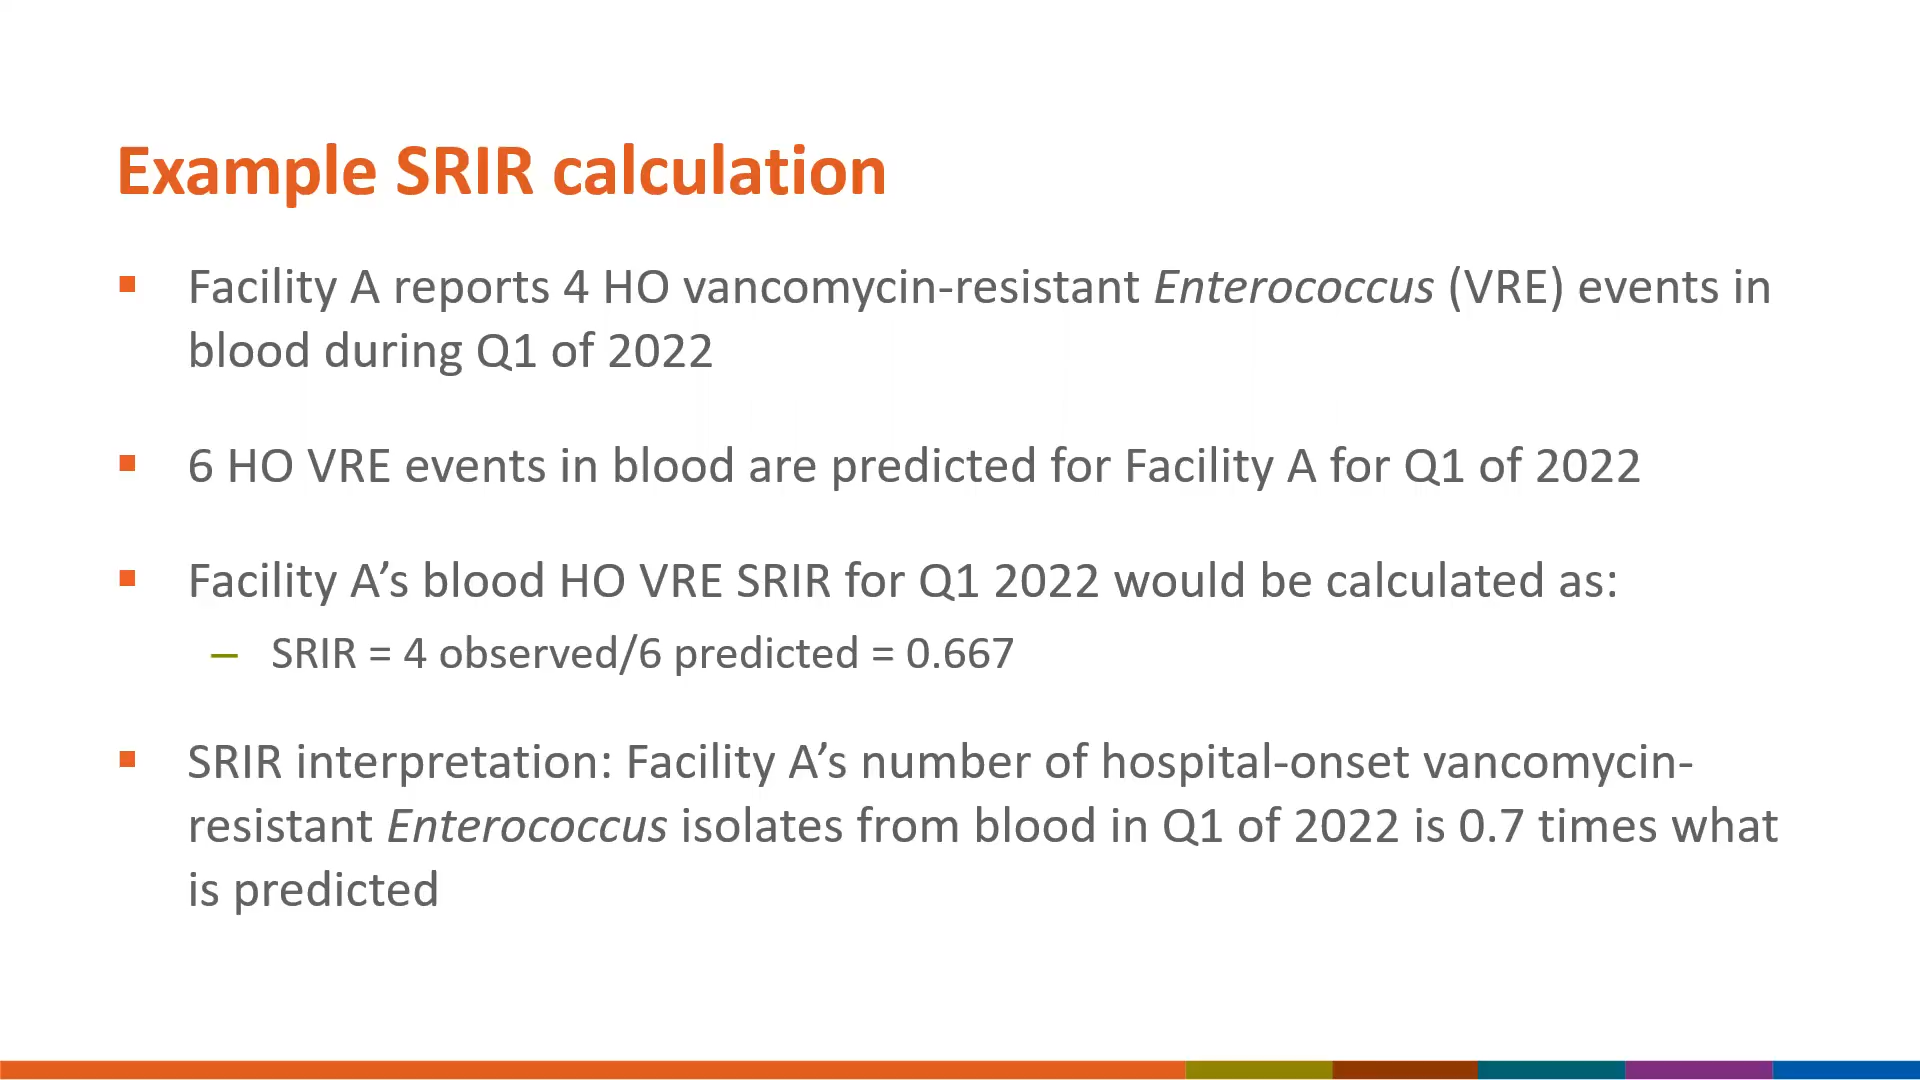 Example SRIR calculation
▪ Facility A reports 4 HO vancomycin-resistant Enterococcus (VRE) events in
blood during Q1 of 2022
▪ 6 HO VRE events in blood are predicted for Facility A for Q1 of 2022
▪ Facility A’s blood HO VRE SRIR for Q1 2022 would be calculated as:
– SRIR = 4 observed/6 predicted = 0.667
▪ SRIR interpretation: Facility A’s number of hospital-onset vancomycin-
resistant Enterococcus isolates from blood in Q1 of 2022 is 0.7 times what
is predicted